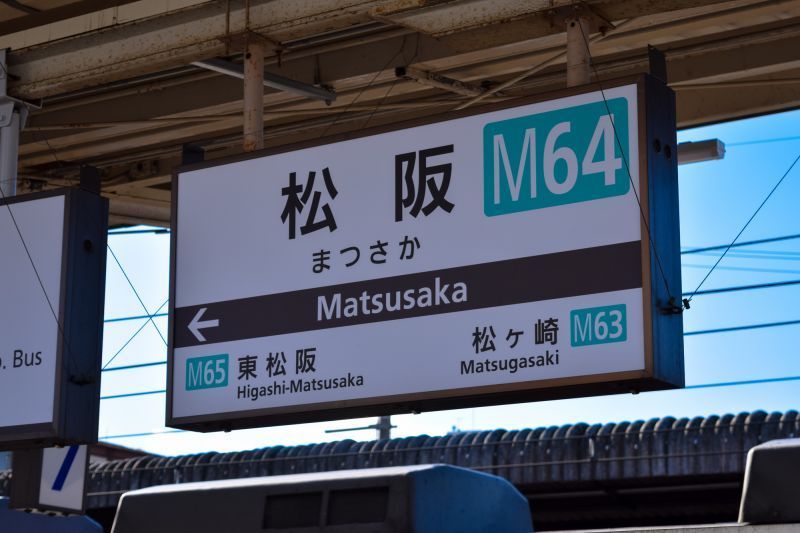 松阪 M64
まつさか
← Matsusaka
M65 東松阪
Higashi-Matsusaka
松ヶ崎 M63
Matsugasaki
. Bus
7